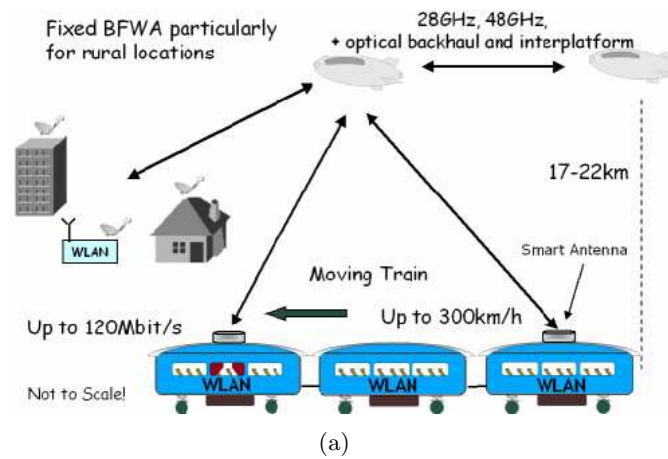 Fixed BFWA particularly
for rural locations
28GHz, 48GHz,
+ optical backhaul and interplatform
17-22km
WLAN
Smart Antenna
Moving Train
Up to 120Mbit/s
Up to 300km/h
Not to Scale!
WLAN
WLAN
WLAN
(a)